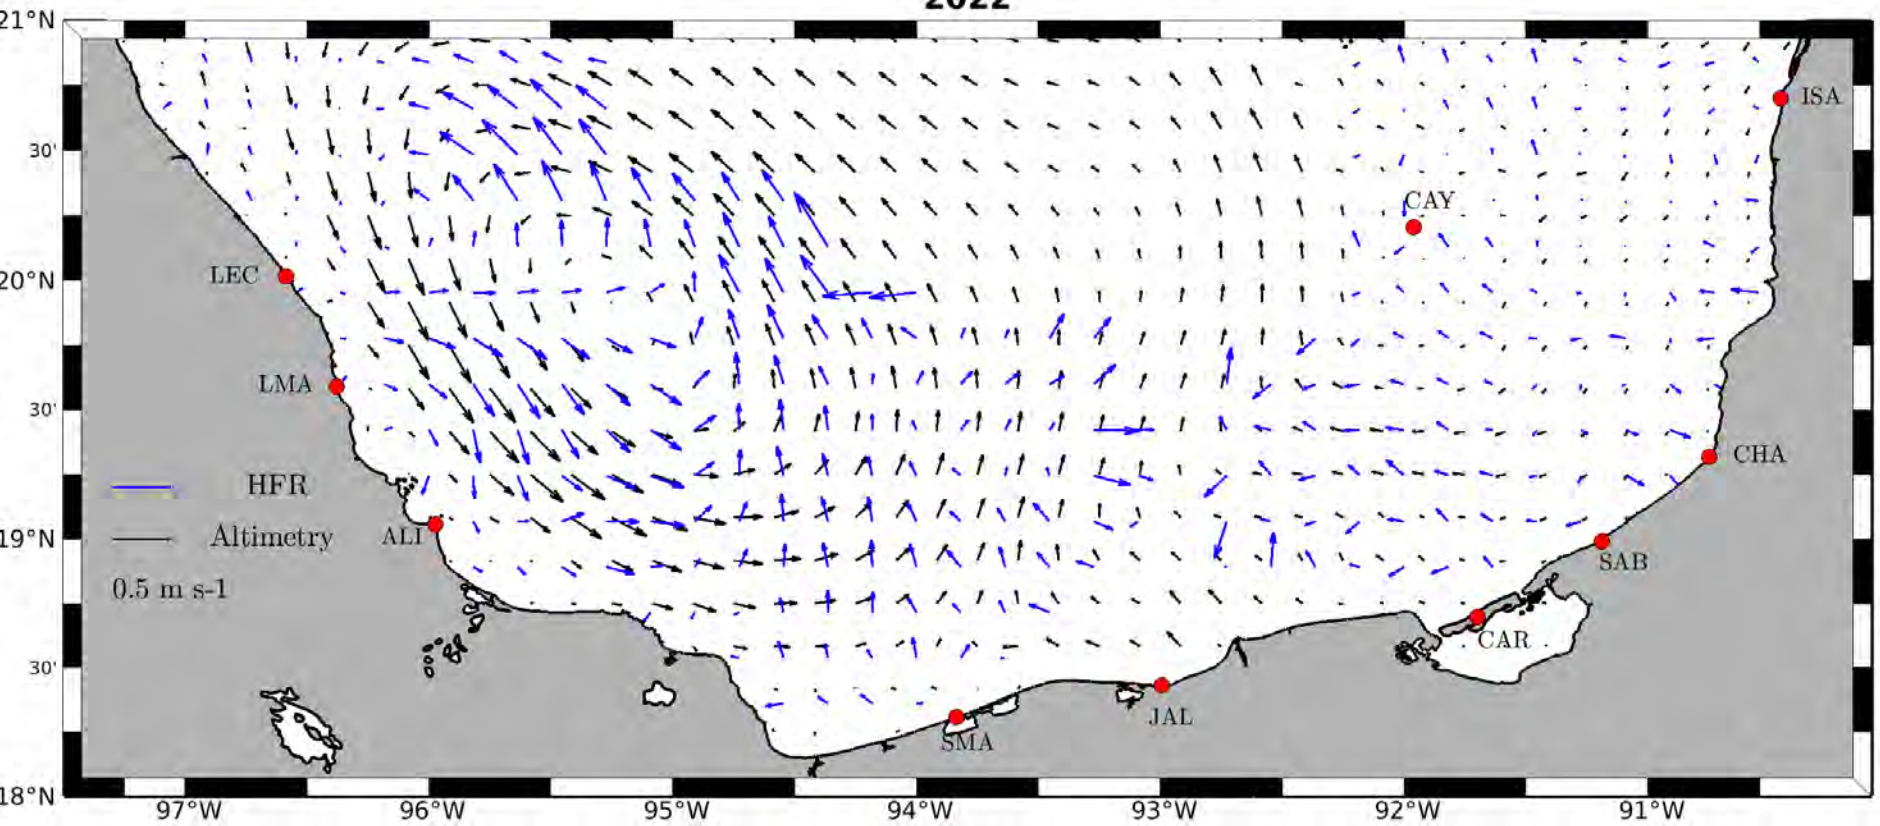 2022
21°N
ISA
30'
CAY
LEC
20°N
LMA
30'
CHA
HFR
ALI
Altimetry
19°N
SAB
0.5 m s-1
CAR
30'
JAL
SMA
18°N
97°W 96°W 95°W 94°W 93°W 92°W 91°W